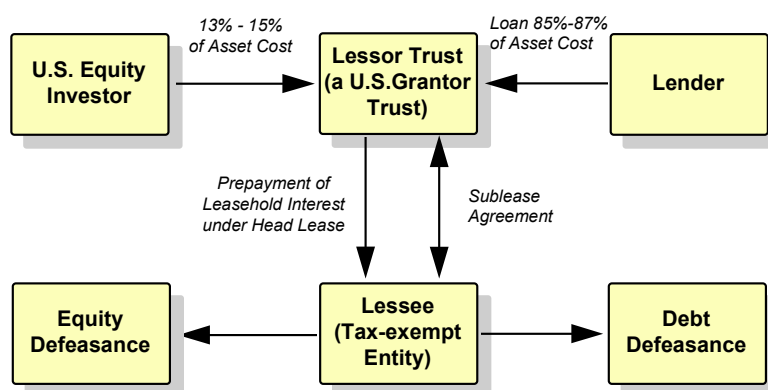 13% - 15%
of Asset Cost
Loan 85%-87%
of Asset Cost
U.S. Equity
Investor
Lessor Trust
(a U.S.Grantor
Trust)
Lender
Prepayment of
Leasehold Interest
under Head Lease
Sublease
Agreement
Equity
Defeasance
Lessee
(Tax-exempt
Entity)
Debt
Defeasance